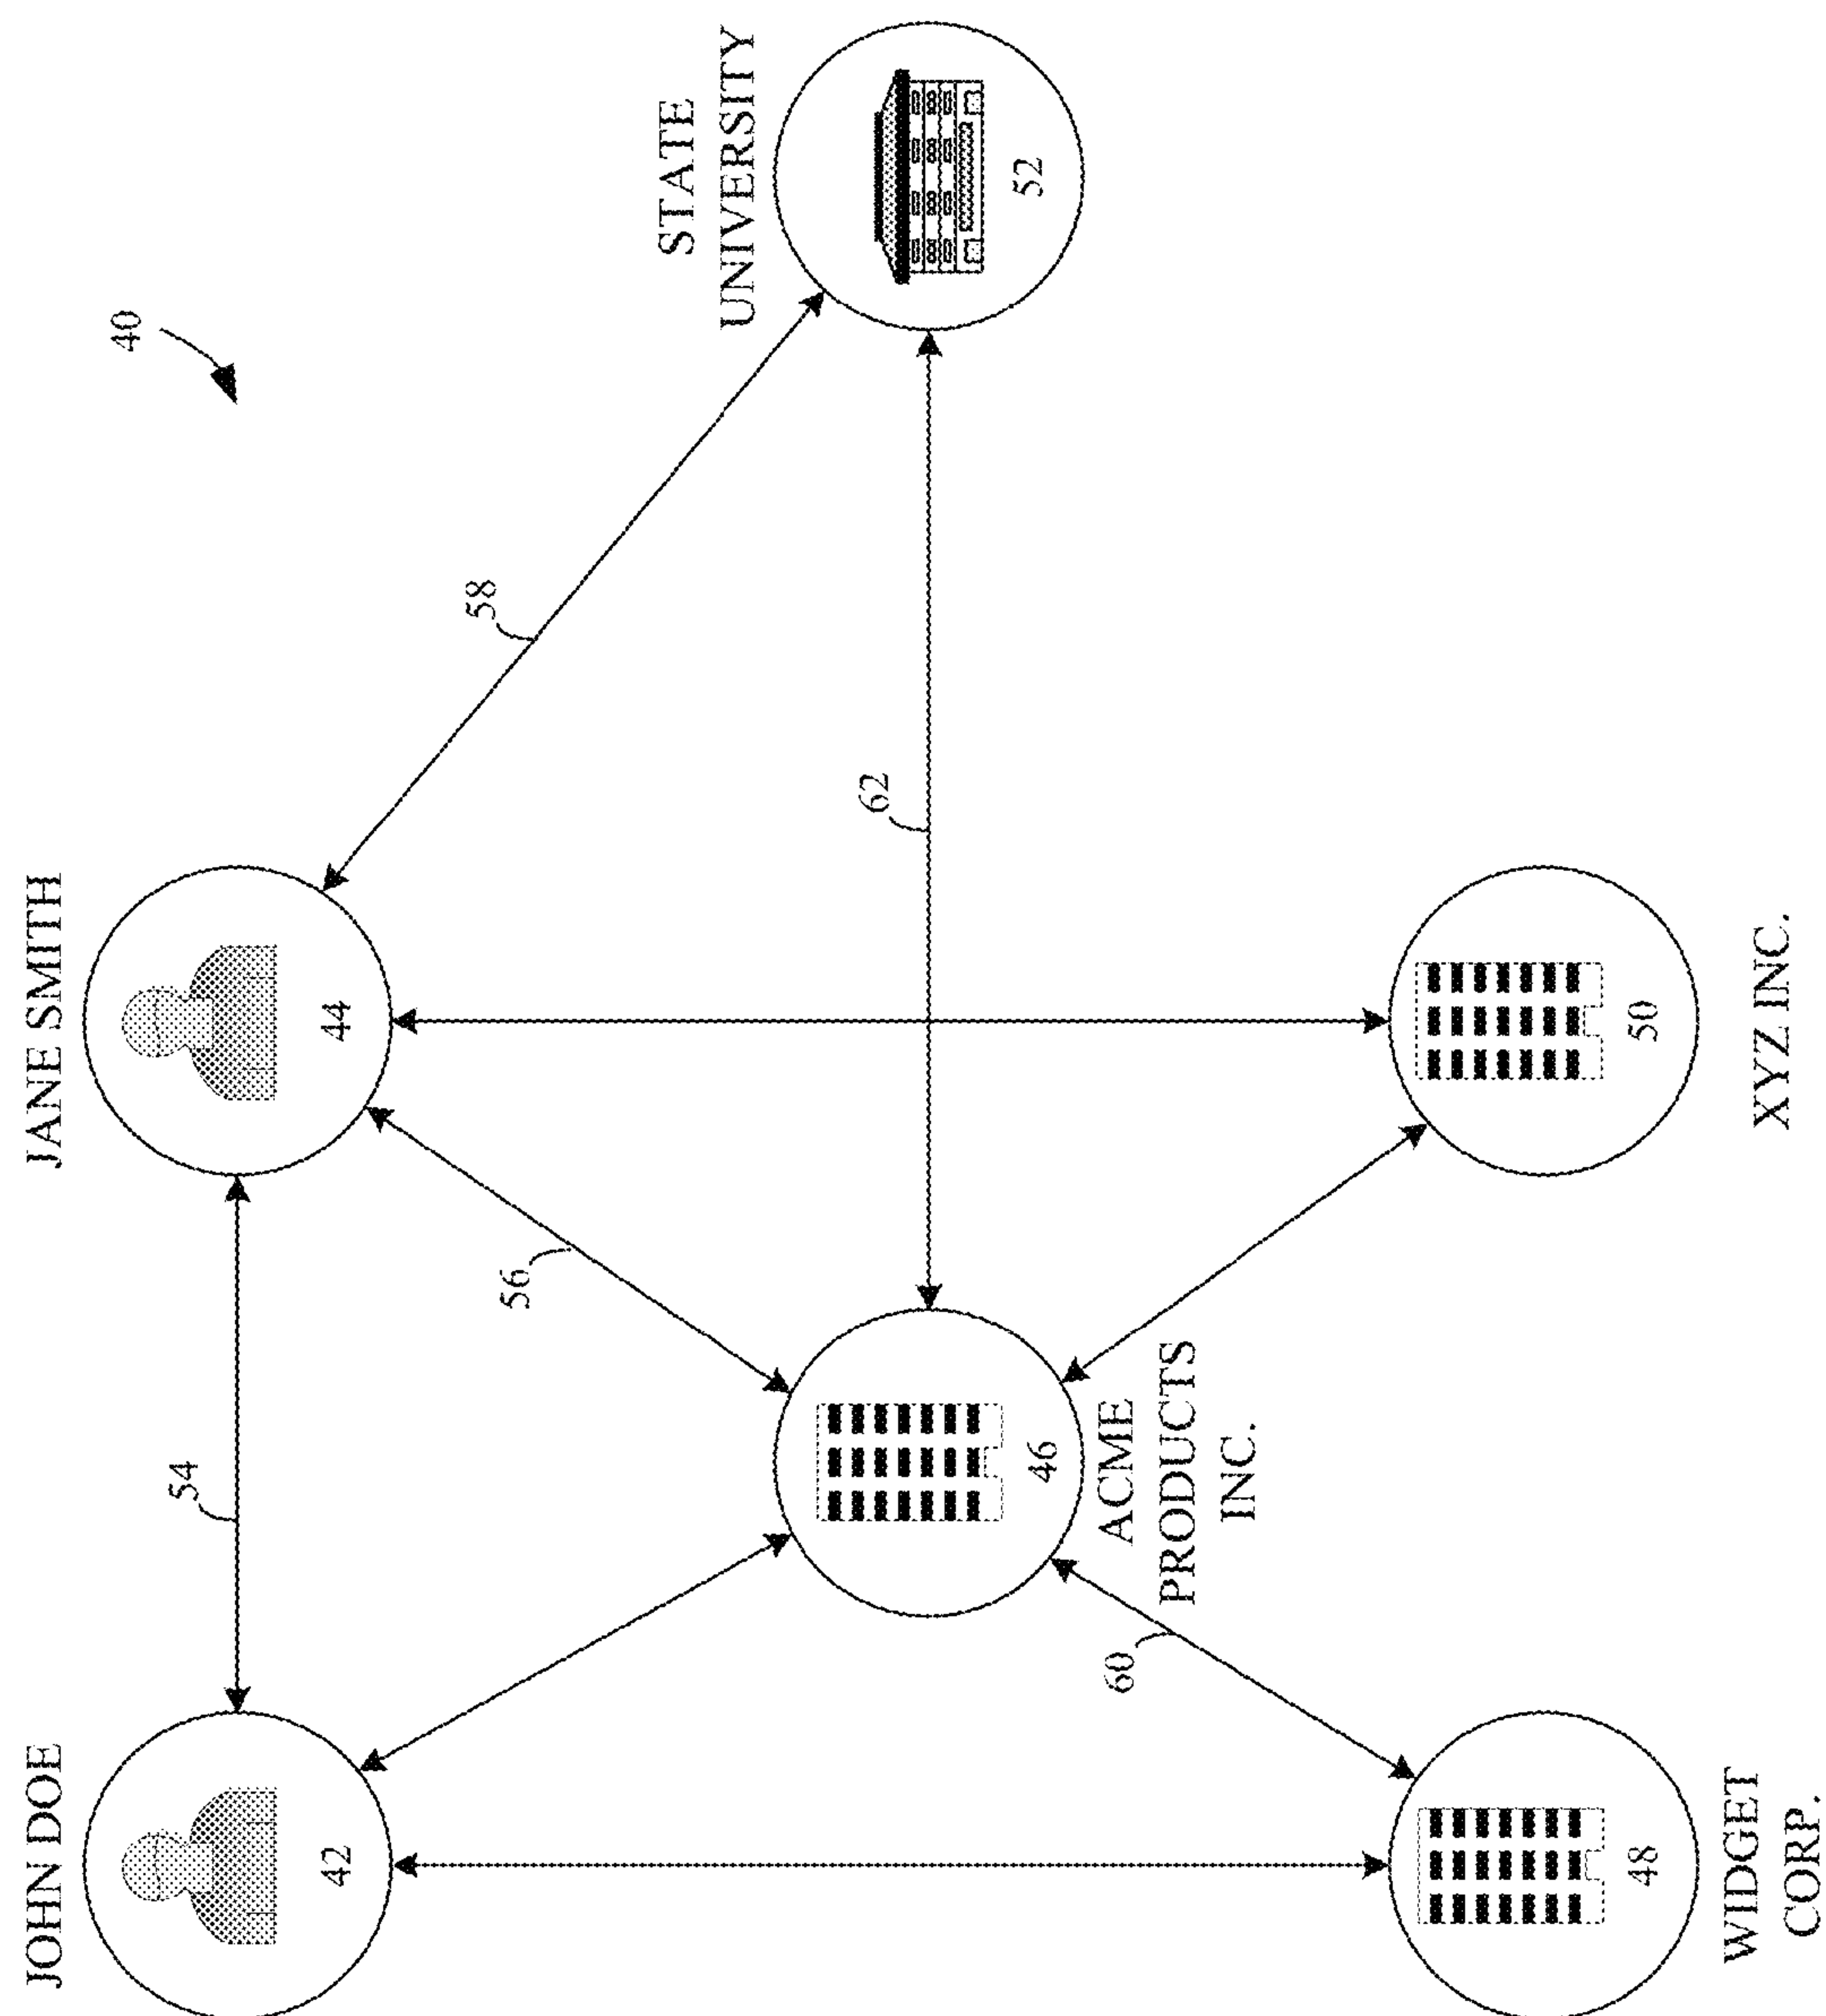 40
JOHN DOE
JANE SMITH
STATE
UNIVERSITY
54
58
42
44
56
62
52
46
ACME
PRODUCTS
INC.
60
48
50
WIDGET
CORP.
XYZ INC.